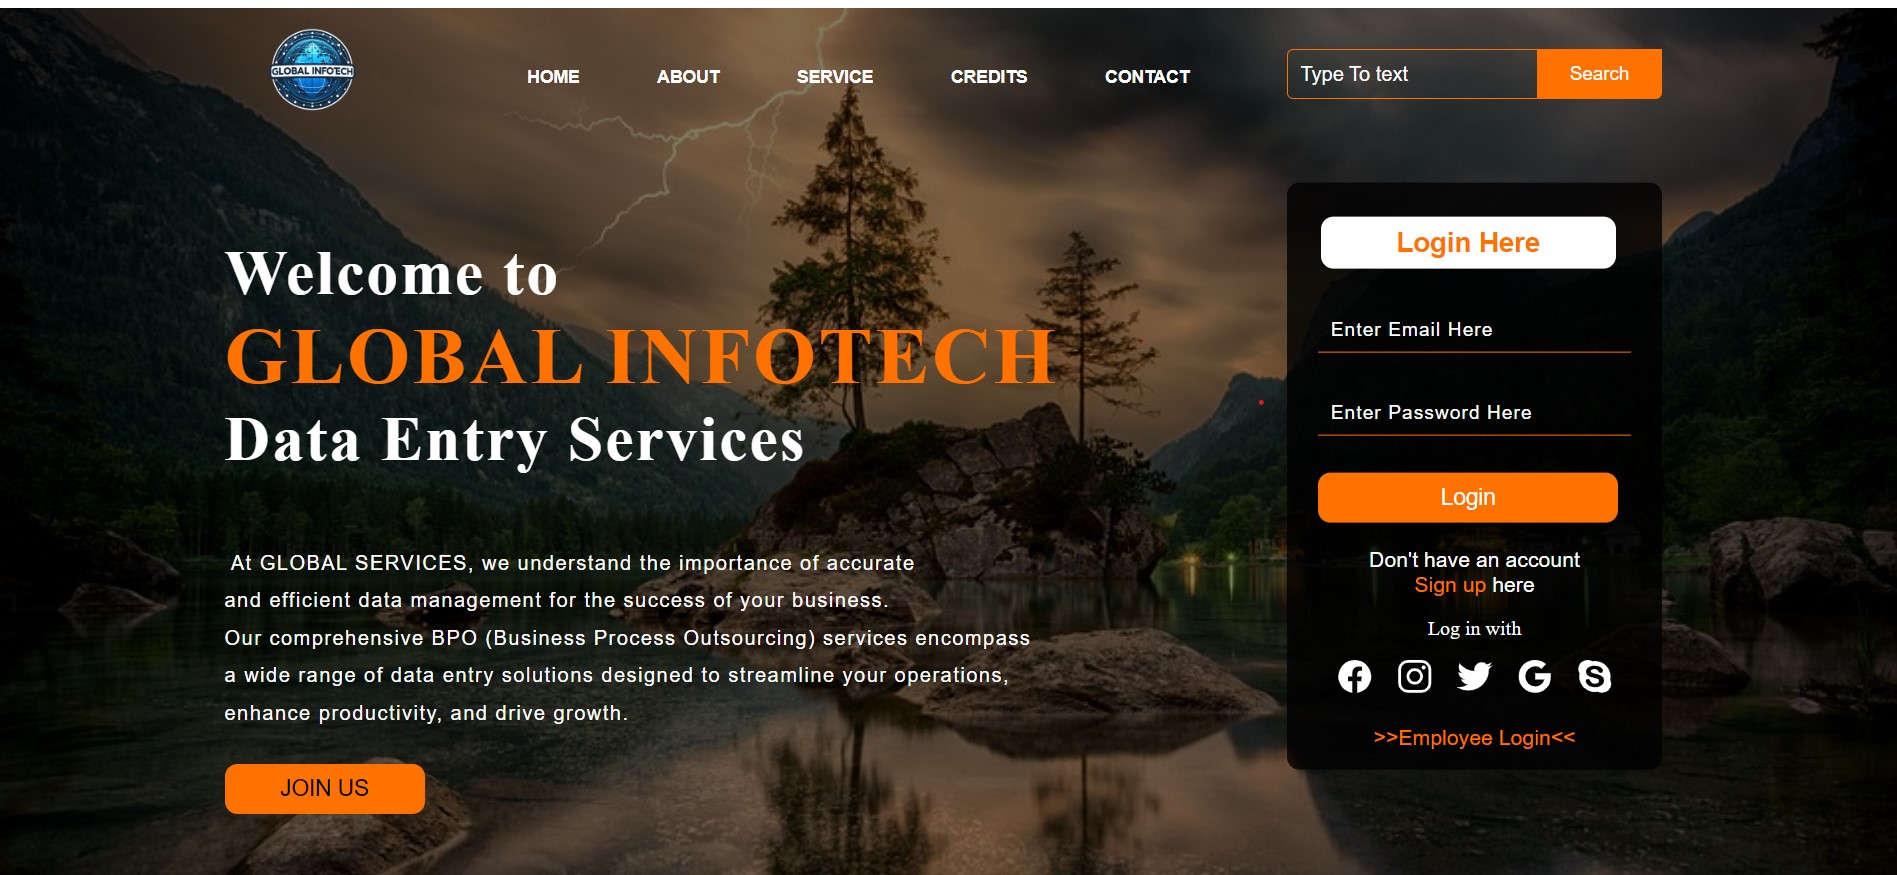 GLOBAL INFOTECH
HOME
ABOUT
SERVICE
CREDITS
CONTACT
Type To text
Search
Welcome to
GLOBAL INFOTECH
Data Entry Services
At GLOBAL SERVICES, we understand the importance of accurate
and efficient data management for the success of your business.
Our comprehensive BPO (Business Process Outsourcing) services encompass
a wide range of data entry solutions designed to streamline your operations,
enhance productivity, and drive growth.
JOIN US
Login Here
Enter Email Here
Enter Password Here
Login
Don't have an account
Sign up here
Log in with
>>Employee Login<<